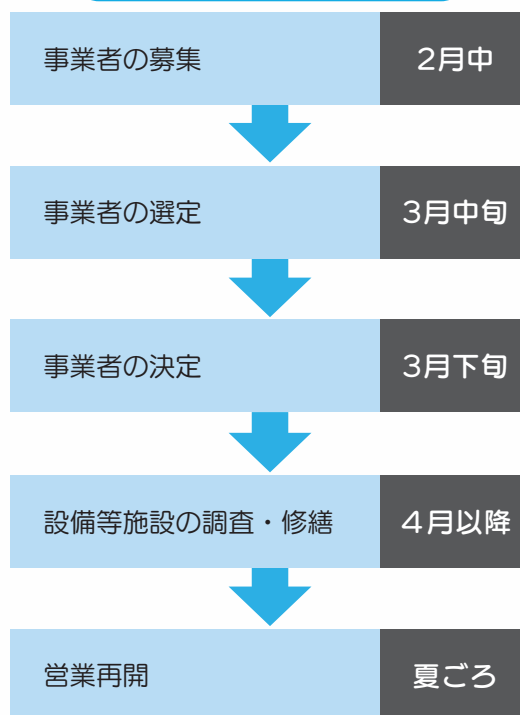 事業者の募集
2月中
事業者の選定
3月中旬
事業者の決定
3月下旬
設備等施設の調査・修繕
4月以降
営業再開
夏ごろ